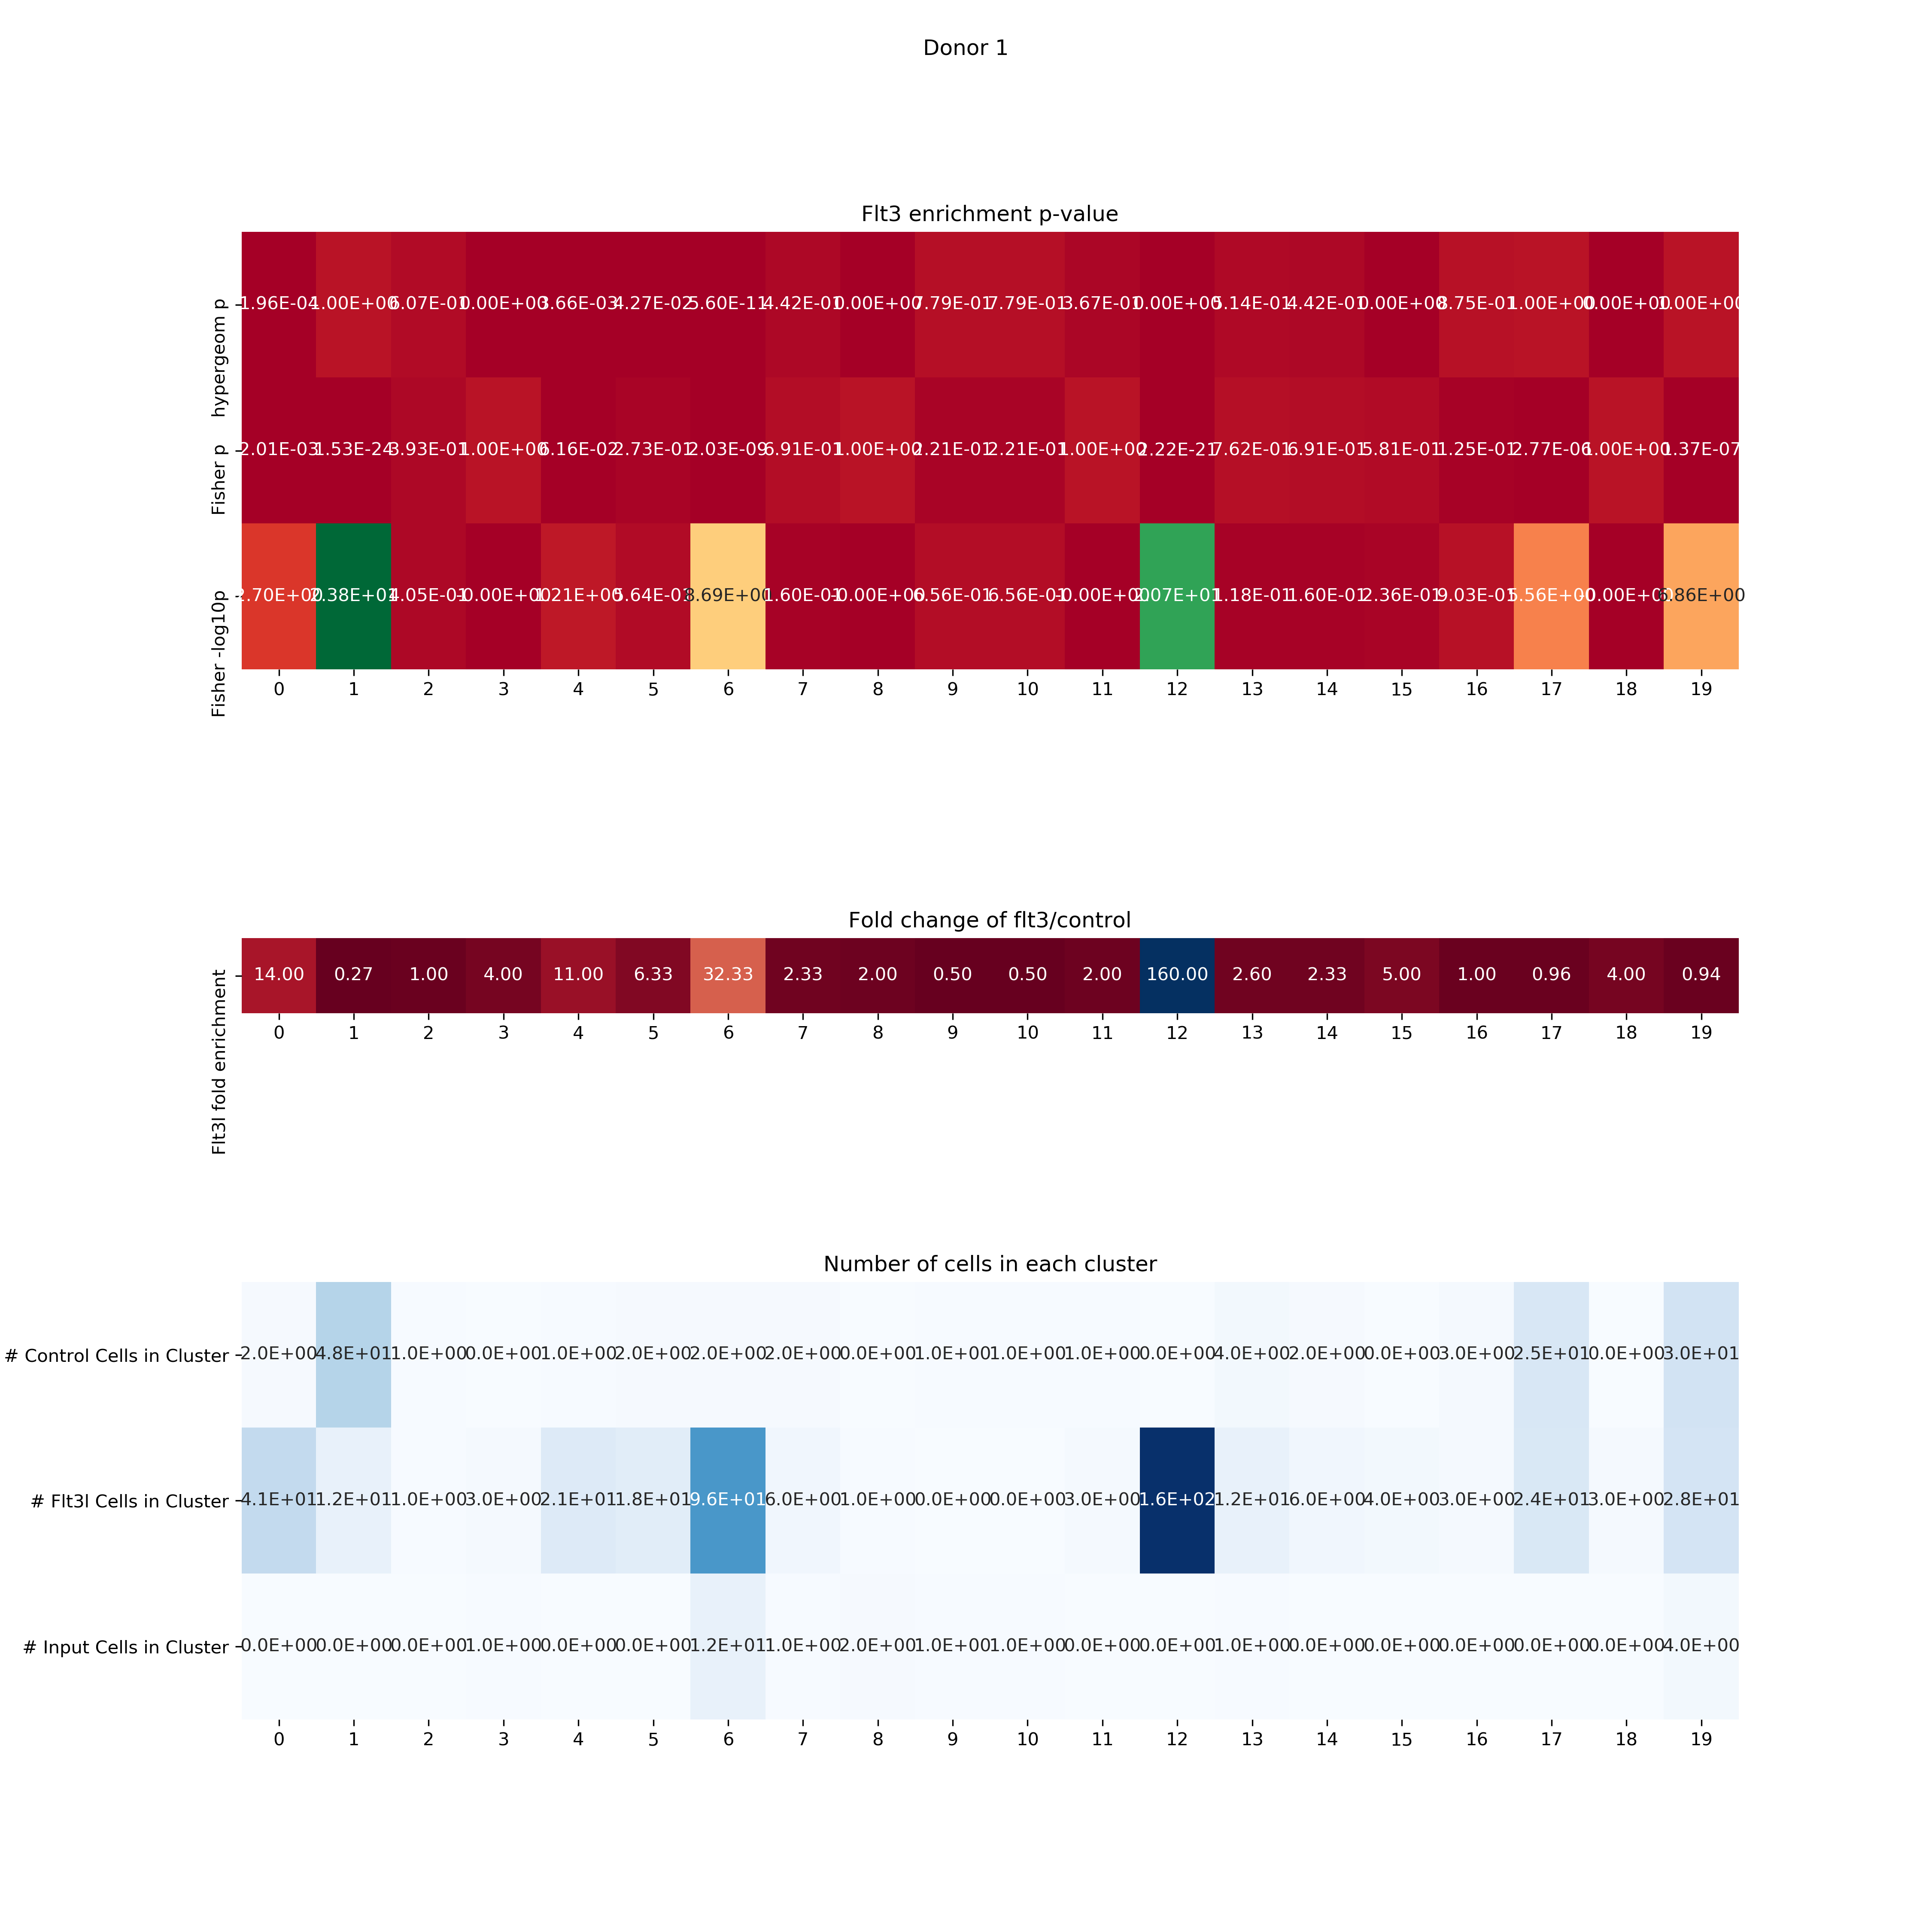 Donor 1
Flt3 enrichment p-value
hypergeom p 1.96E-04 1.00E+00 6.07E-01 0.00E+00 3.66E-03 4.27E-02 5.60E-11 4.42E-01 0.00E+00 7.79E-01 7.79E-01 3.67E-01 0.00E+00 5.14E-01 4.42E-01 0.00E+00 8.75E-01 1.00E+00 0.00E+00 1.00E+00
Fisher p 2.01E-03 1.53E-24 3.93E-01 1.00E+00 6.16E-02 2.73E-01 2.03E-09 6.91E-01 1.00E+00 2.21E-01 2.21E-01 1.00E+00 2.22E-21 7.62E-01 6.91E-01 5.81E-01 1.25E-01 2.77E-06 1.00E+00 1.37E-07
Fisher -log10p 2.70E+00 2.38E+01 4.05E-01 -0.00E+00 1.21E+00 5.64E-01 8.69E+00 1.60E-01 -0.00E+00 6.56E-01 6.56E-01 -0.00E+00 2.07E+01 1.18E-01 1.60E-01 2.36E-01 9.03E-01 5.56E+00 -0.00E+00 6.86E+00
0 1 2 3 4 5 6 7 8 9 10 11 12 13 14 15 16 17 18 19
Fold change of flt3/control
Flt3l fold enrichment 14.00 0.27 1.00 4.00 11.00 6.33 32.33 2.33 2.00 0.50 0.50 2.00 160.00 2.60 2.33 5.00 1.00 0.96 4.00 0.94
0 1 2 3 4 5 6 7 8 9 10 11 12 13 14 15 16 17 18 19
Number of cells in each cluster
# Control Cells in Cluster 2.0E+00 4.8E+01 1.0E+00 0.0E+00 1.0E+00 2.0E+00 2.0E+00 2.0E+00 0.0E+00 1.0E+00 1.0E+00 1.0E+00 0.0E+00 4.0E+00 2.0E+00 0.0E+00 3.0E+00 2.5E+01 0.0E+00 3.0E+01
# Flt3l Cells in Cluster 4.1E+01 1.2E+01 1.0E+00 3.0E+00 2.1E+01 1.8E+01 9.6E+01 6.0E+00 1.0E+00 0.0E+00 0.0E+00 3.0E+00 1.6E+02 1.2E+01 6.0E+00 4.0E+00 3.0E+00 2.4E+01 3.0E+00 2.8E+01
# Input Cells in Cluster 0.0E+00 0.0E+00 0.0E+00 1.0E+00 0.0E+00 0.0E+00 1.2E+01 1.0E+00 2.0E+00 1.0E+00 1.0E+00 0.0E+00 0.0E+00 1.0E+00 0.0E+00 0.0E+00 0.0E+00 0.0E+00 0.0E+00 4.0E+00
0 1 2 3 4 5 6 7 8 9 10 11 12 13 14 15 16 17 18 19